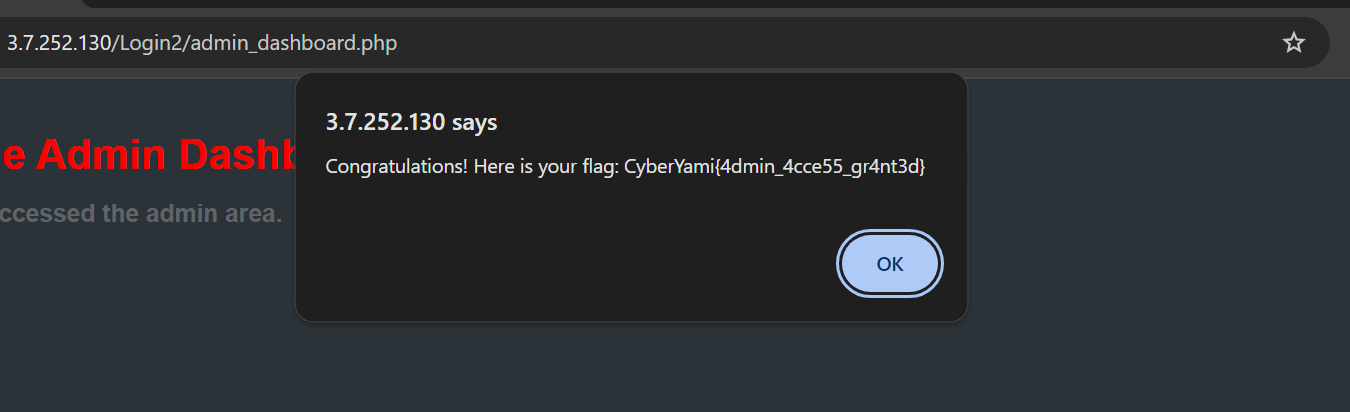 3.7.252.130/Login2/admin_dashboard.php
3.7.252.130 says
Congratulations! Here is your flag: CyberYami{4dmin_4cce55_gr4nt3d}
e Admin Dashb
ccessed the admin area.
OK